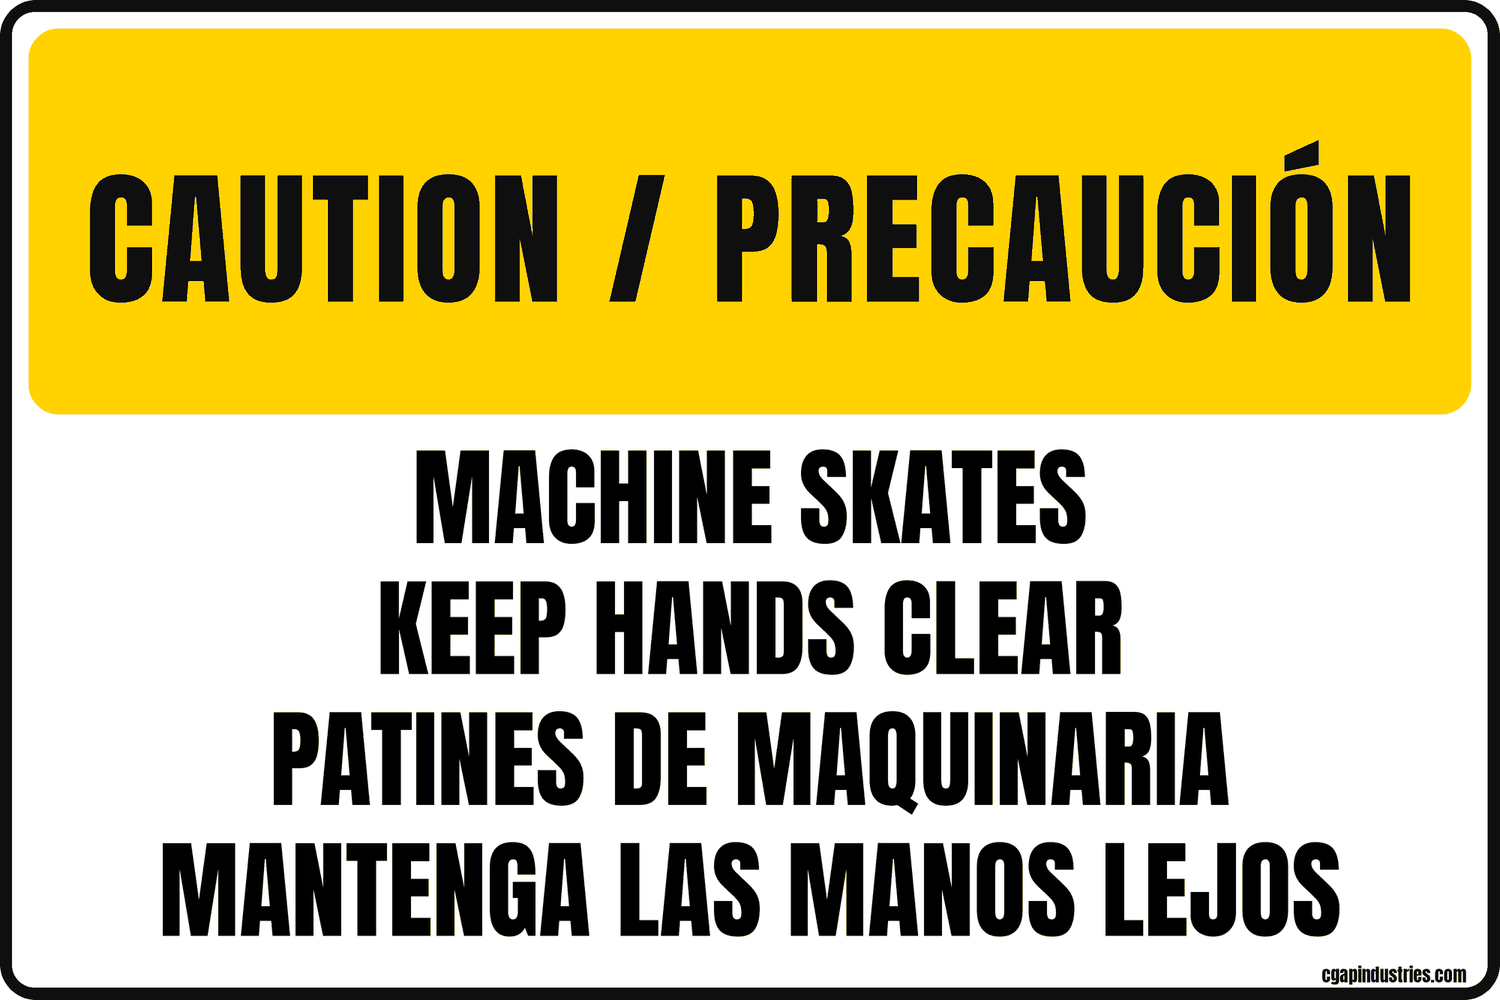 CAUTION / PRECAUCIÓN
MACHINE SKATES
KEEP HANDS CLEAR
PATINES DE MAQUINARIA
MANTENGA LAS MANOS LEJOS
cgapindustries.com